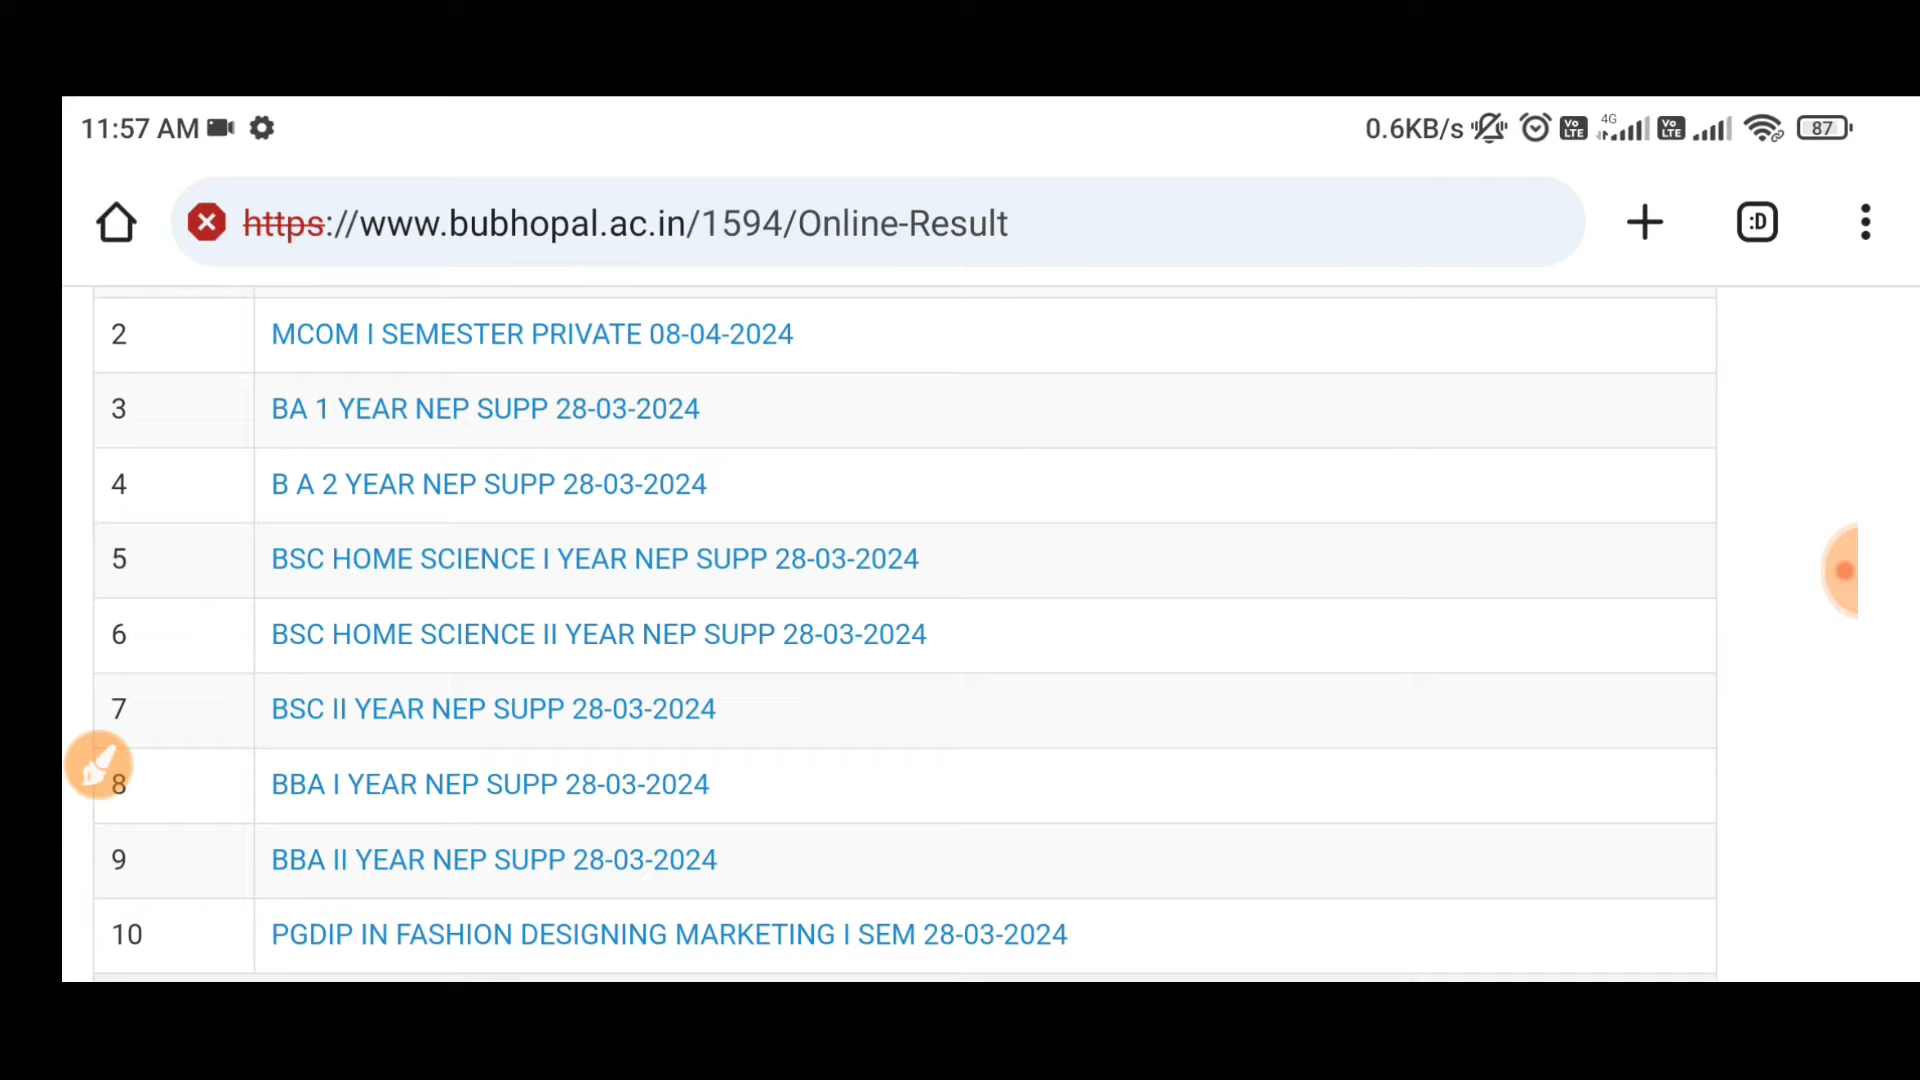 11:57 AM
0.6KB/s Vo LTE 4G Vo LTE 87
https://www.bubhopal.ac.in/1594/Online-Result
:D
2 MCOM I SEMESTER PRIVATE 08-04-2024
3 BA 1 YEAR NEP SUPP 28-03-2024
4 B A 2 YEAR NEP SUPP 28-03-2024
5 BSC HOME SCIENCE I YEAR NEP SUPP 28-03-2024
6 BSC HOME SCIENCE II YEAR NEP SUPP 28-03-2024
7 BSC II YEAR NEP SUPP 28-03-2024
8 BBA I YEAR NEP SUPP 28-03-2024
9 BBA II YEAR NEP SUPP 28-03-2024
10 PGDIP IN FASHION DESIGNING MARKETING I SEM 28-03-2024